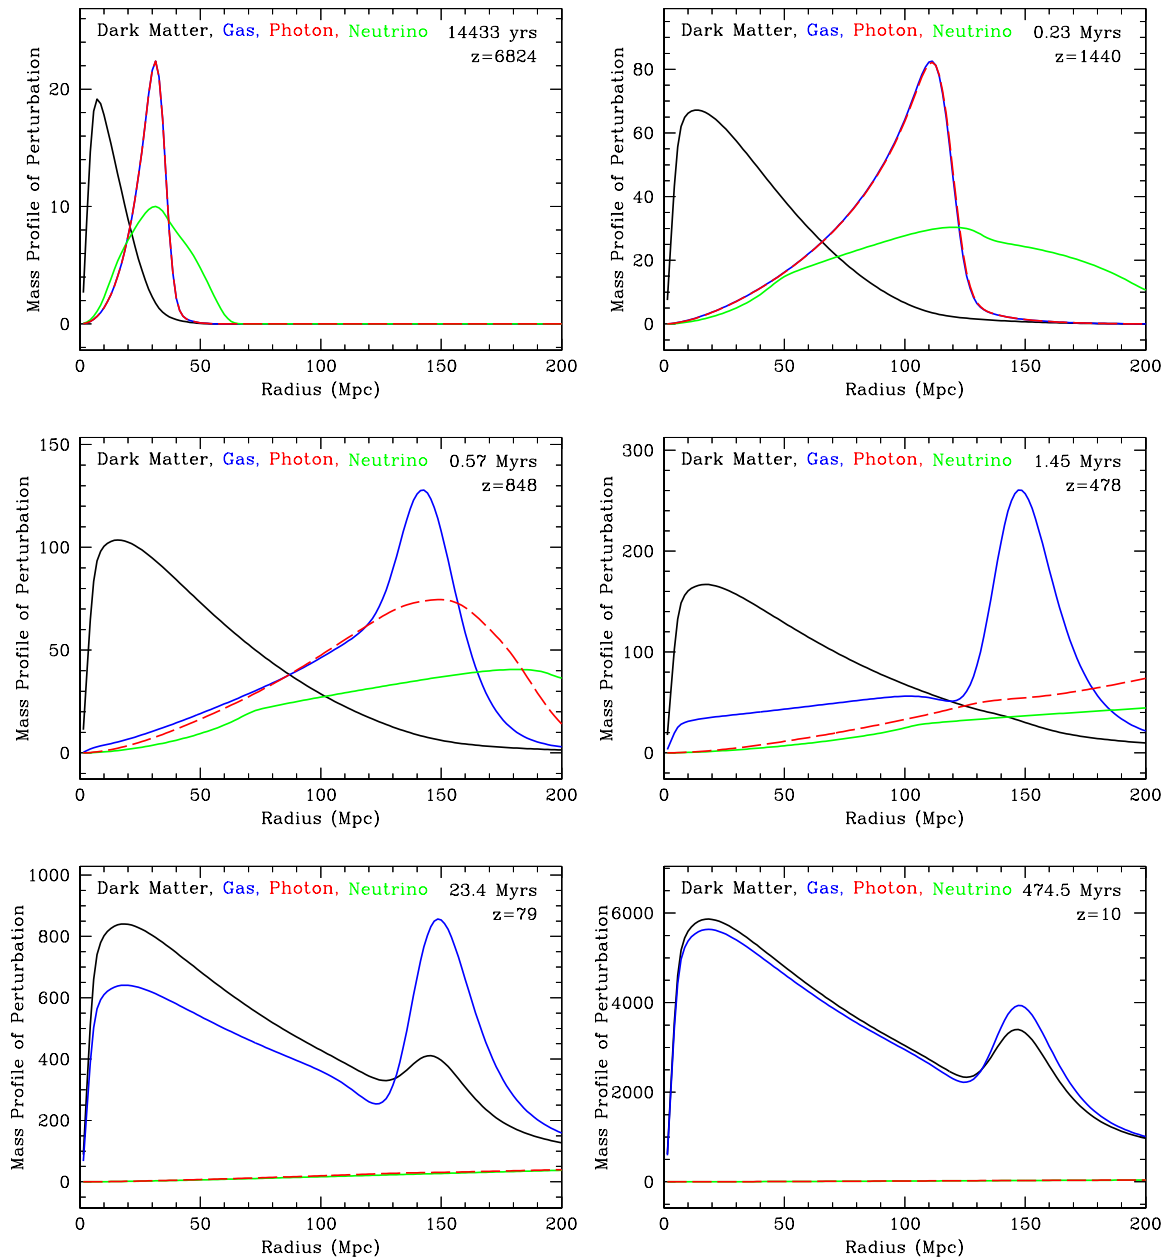 Dark Matter, Gas, Photon, Neutrino 14433 yrs
z=6824
Mass Profile of Perturbation
20
10
0
0 50 100 150 200
Radius (Mpc)
Dark Matter, Gas, Photon, Neutrino 0.23 Myrs
z=1440
Mass Profile of Perturbation
80
60
40
20
0
0 50 100 150 200
Radius (Mpc)
Dark Matter, Gas, Photon, Neutrino 0.57 Myrs
z=848
Mass Profile of Perturbation
150
100
50
0
0 50 100 150 200
Radius (Mpc)
Dark Matter, Gas, Photon, Neutrino 1.45 Myrs
z=478
Mass Profile of Perturbation
300
200
100
0
0 50 100 150 200
Radius (Mpc)
Dark Matter, Gas, Photon, Neutrino 23.4 Myrs
z=79
Mass Profile of Perturbation
1000
800
600
400
200
0
0 50 100 150 200
Radius (Mpc)
Dark Matter, Gas, Photon, Neutrino 474.5 Myrs
z=10
Mass Profile of Perturbation
6000
4000
2000
0
0 50 100 150 200
Radius (Mpc)